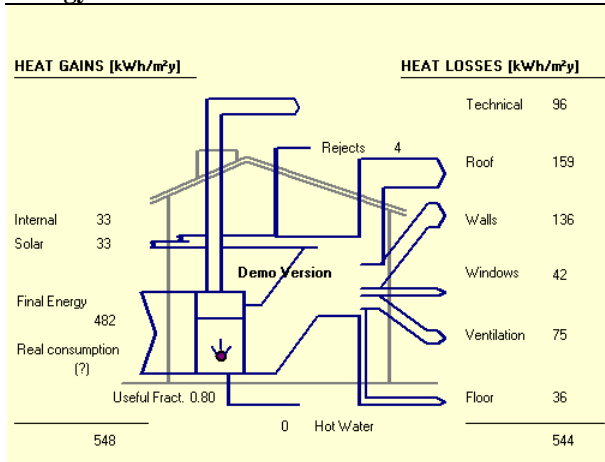 HEAT GAINS [kWh/m²y]
HEAT LOSSES [kWh/m²y]
Technical 96
Rejects 4
Roof 159
Internal 33
Walls 136
Solar 33
Demo Version
Windows 42
Final Energy
482
Real consumption
(?)
Ventilation 75
Useful Fract. 0.80
Floor 36
0 Hot Water
548
544